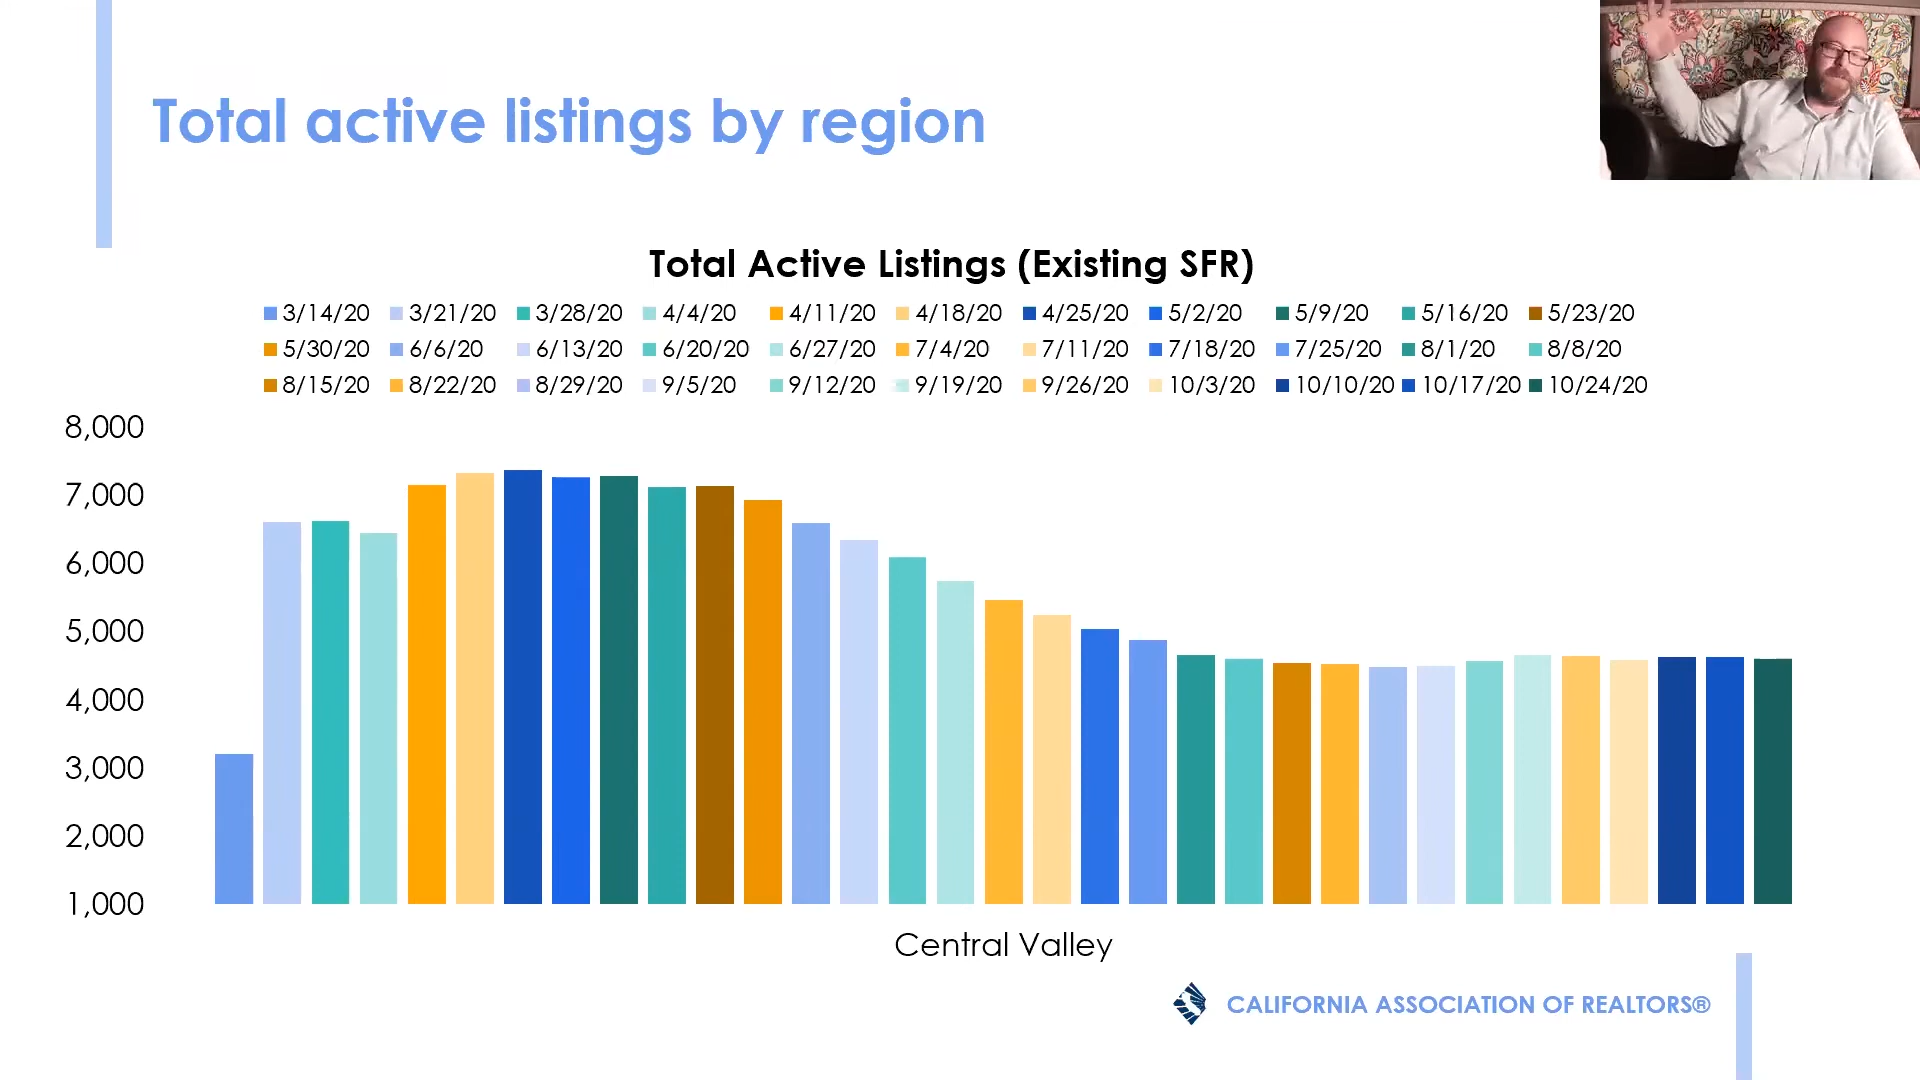 Total active listings by region
Total Active Listings (Existing SFR)
3/14/20 3/21/20 3/28/20 4/4/20 4/11/20 4/18/20 4/25/20 5/2/20 5/9/20 5/16/20 5/23/20
5/30/20 6/6/20 6/13/20 6/20/20 6/27/20 7/4/20 7/11/20 7/18/20 7/25/20 8/1/20 8/8/20
8/15/20 8/22/20 8/29/20 9/5/20 9/12/20 9/19/20 9/26/20 10/3/20 10/10/20 10/17/20 10/24/20
8,000
7,000
6,000
5,000
4,000
3,000
2,000
1,000
Central Valley
CALIFORNIA ASSOCIATION OF REALTORS®